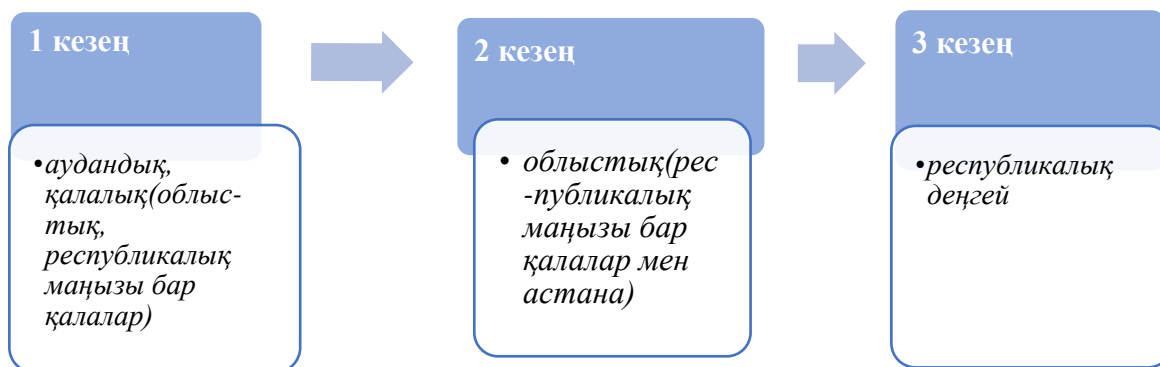 1 кезең
•аудандық,
қалалық(облыс-
тық,
республикалық
маңызы бар
қалалар)
2 кезең
• облыстық(рес
-публикалық
маңызы бар
қалалар мен
астана)
3 кезең
•республикалық
деңгей